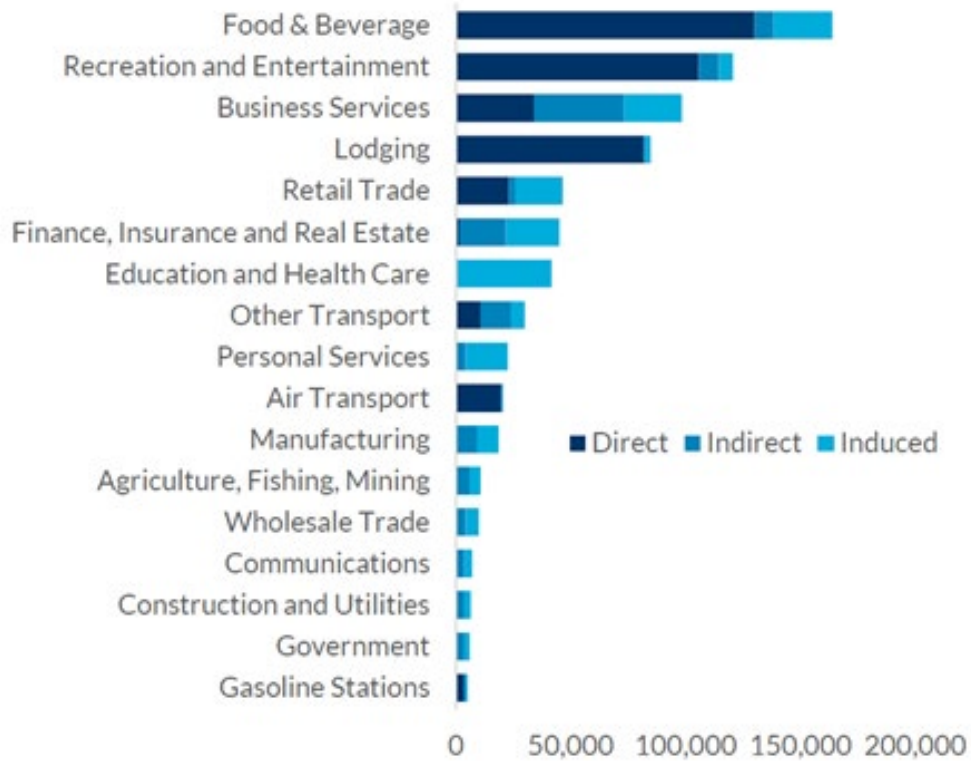 Food & Beverage
Recreation and Entertainment
Business Services
Lodging
Retail Trade
Finance, Insurance and Real Estate
Education and Health Care
Other Transport
Personal Services
Air Transport
Manufacturing
Direct Indirect Induced
Agriculture, Fishing, Mining
Wholesale Trade
Communications
Construction and Utilities
Government
Gasoline Stations
0 50,000 100,000 150,000 200,000